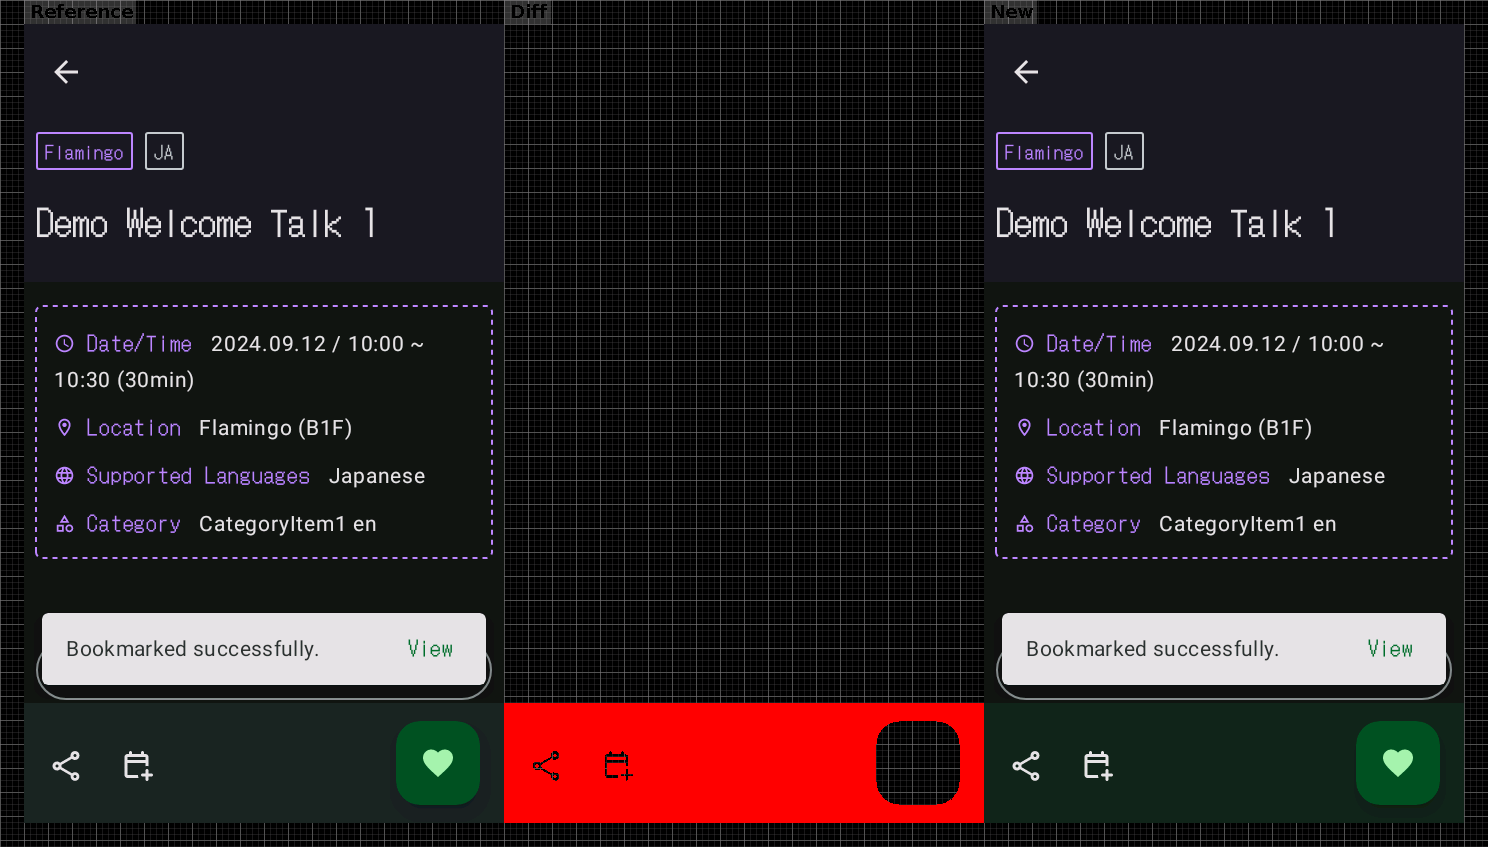 Reference
Diff
New
Flamingo JA
Demo Welcome Talk 1
Date/Time 2024.09.12 / 10:00 ~
10:30 (30min)
Location Flamingo (B1F)
Supported Languages Japanese
Category CategoryItem1 en
Bookmarked successfully. View
Flamingo JA
Demo Welcome Talk 1
Date/Time 2024.09.12 / 10:00 ~
10:30 (30min)
Location Flamingo (B1F)
Supported Languages Japanese
Category CategoryItem1 en
Bookmarked successfully. View